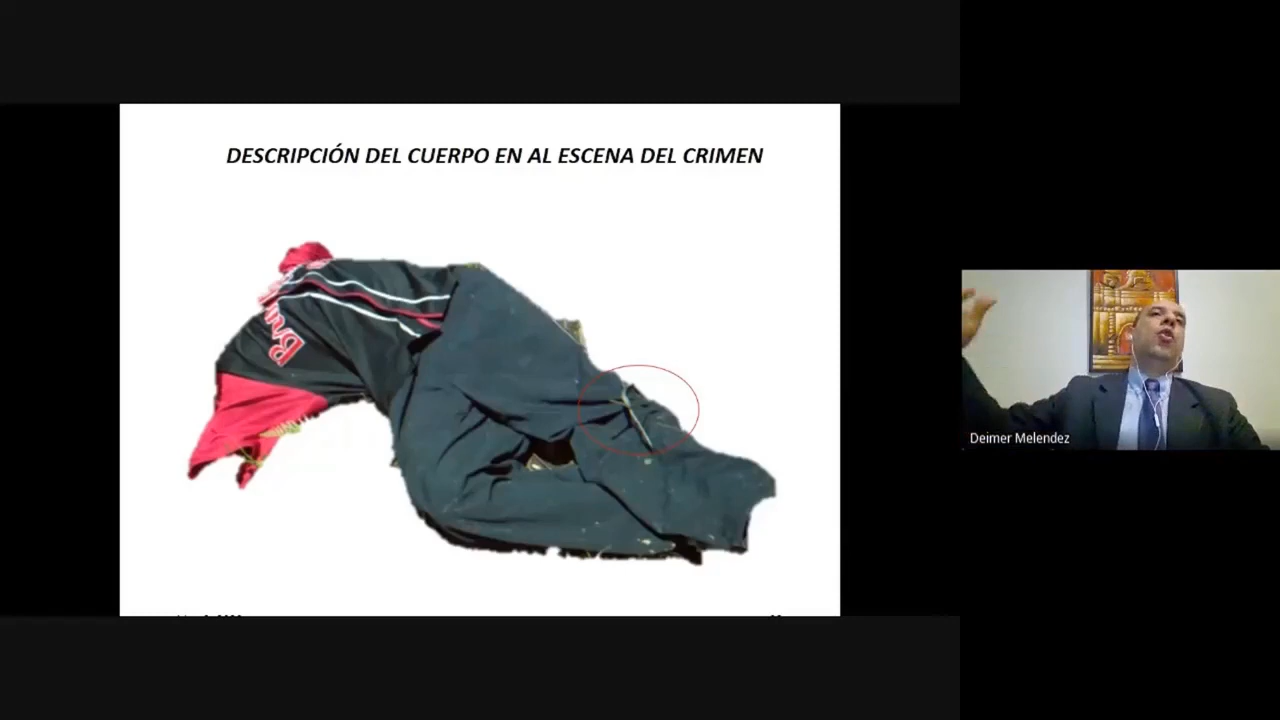 DESCRIPCIÓN DEL CUERPO EN AL ESCENA DEL CRIMEN
Deimer Melendez